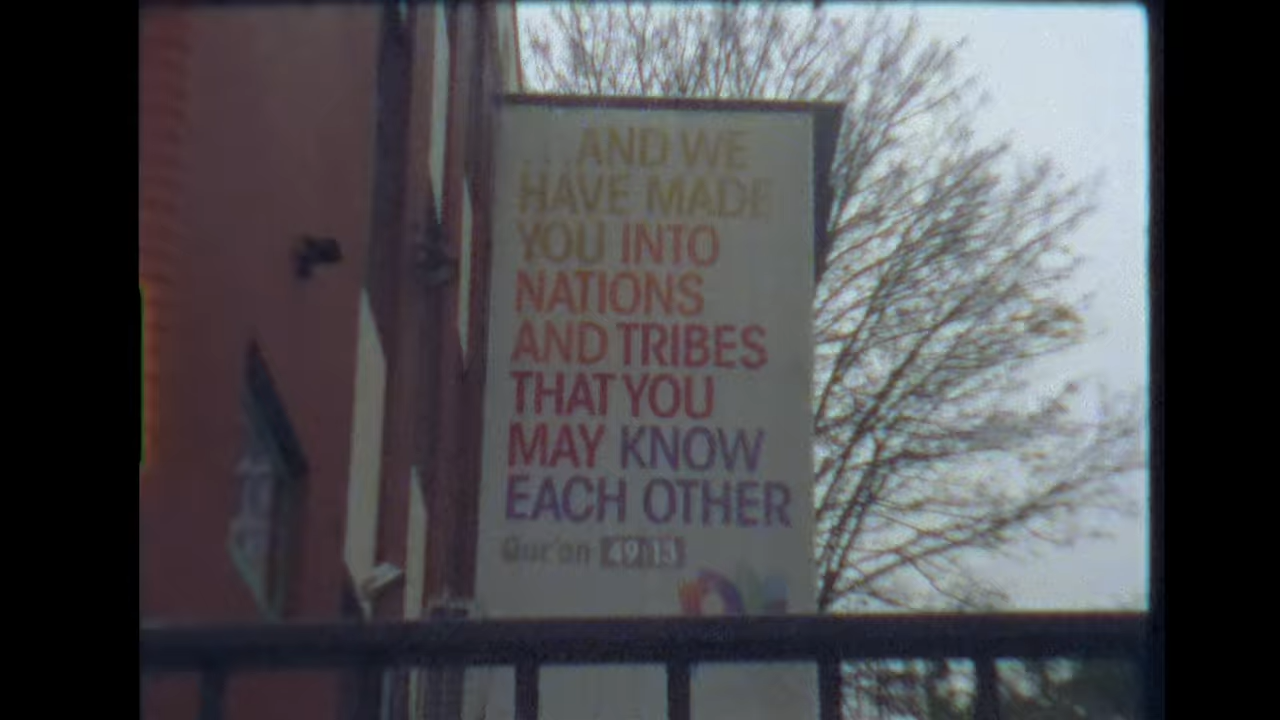 AND WE
HAVE MADE
YOU INTO
NATIONS
AND TRIBES
THAT YOU
MAY KNOW
EACH OTHER
Qur'an 49:13